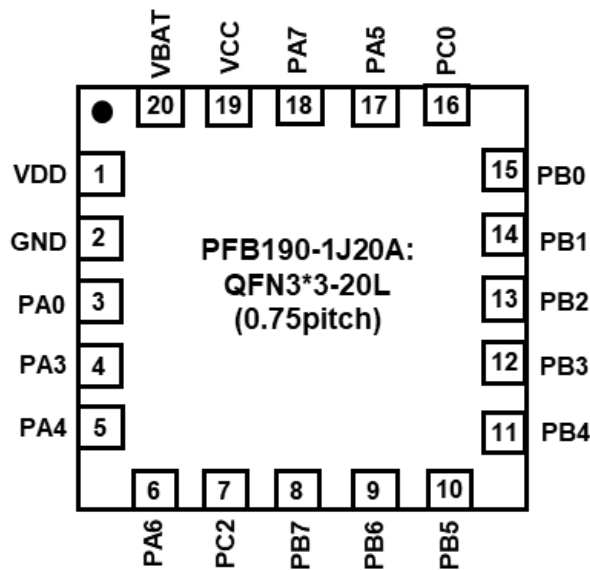 VBAT VCC PA7 PA5 PC0
20 19 18 17 16
VDD 1
GND 2
PA0 3
PA3 4
PA4 5
PFB190-1J20A:
QFN3*3-20L
(0.75pitch)
15 PB0
14 PB1
13 PB2
12 PB3
11 PB4
6 7 8 9 10
PA6 PC2 PB7 PB6 PB5